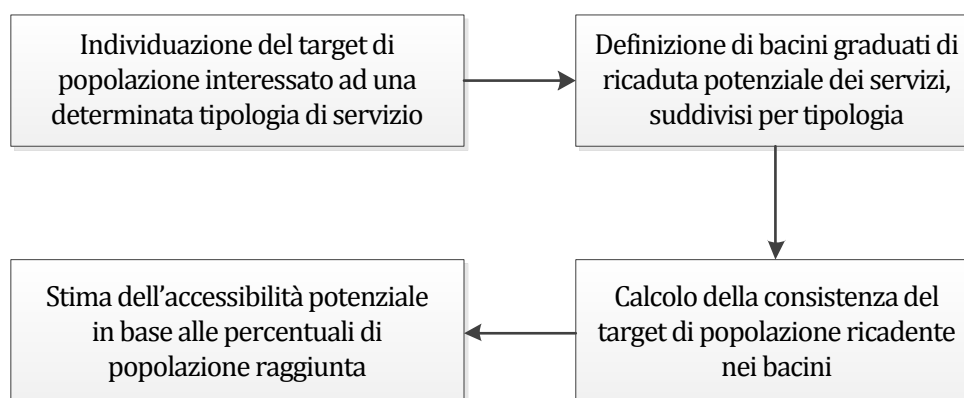 Individuazione del target di
popolazione interessato ad una
determinata tipologia di servizio
Definizione di bacini graduati di
ricaduta potenziale dei servizi,
suddivisi per tipologia
Calcolo della consistenza del
target di popolazione ricadente
nei bacini
Stima dell’accessibilità potenziale
in base alle percentuali di
popolazione raggiunta